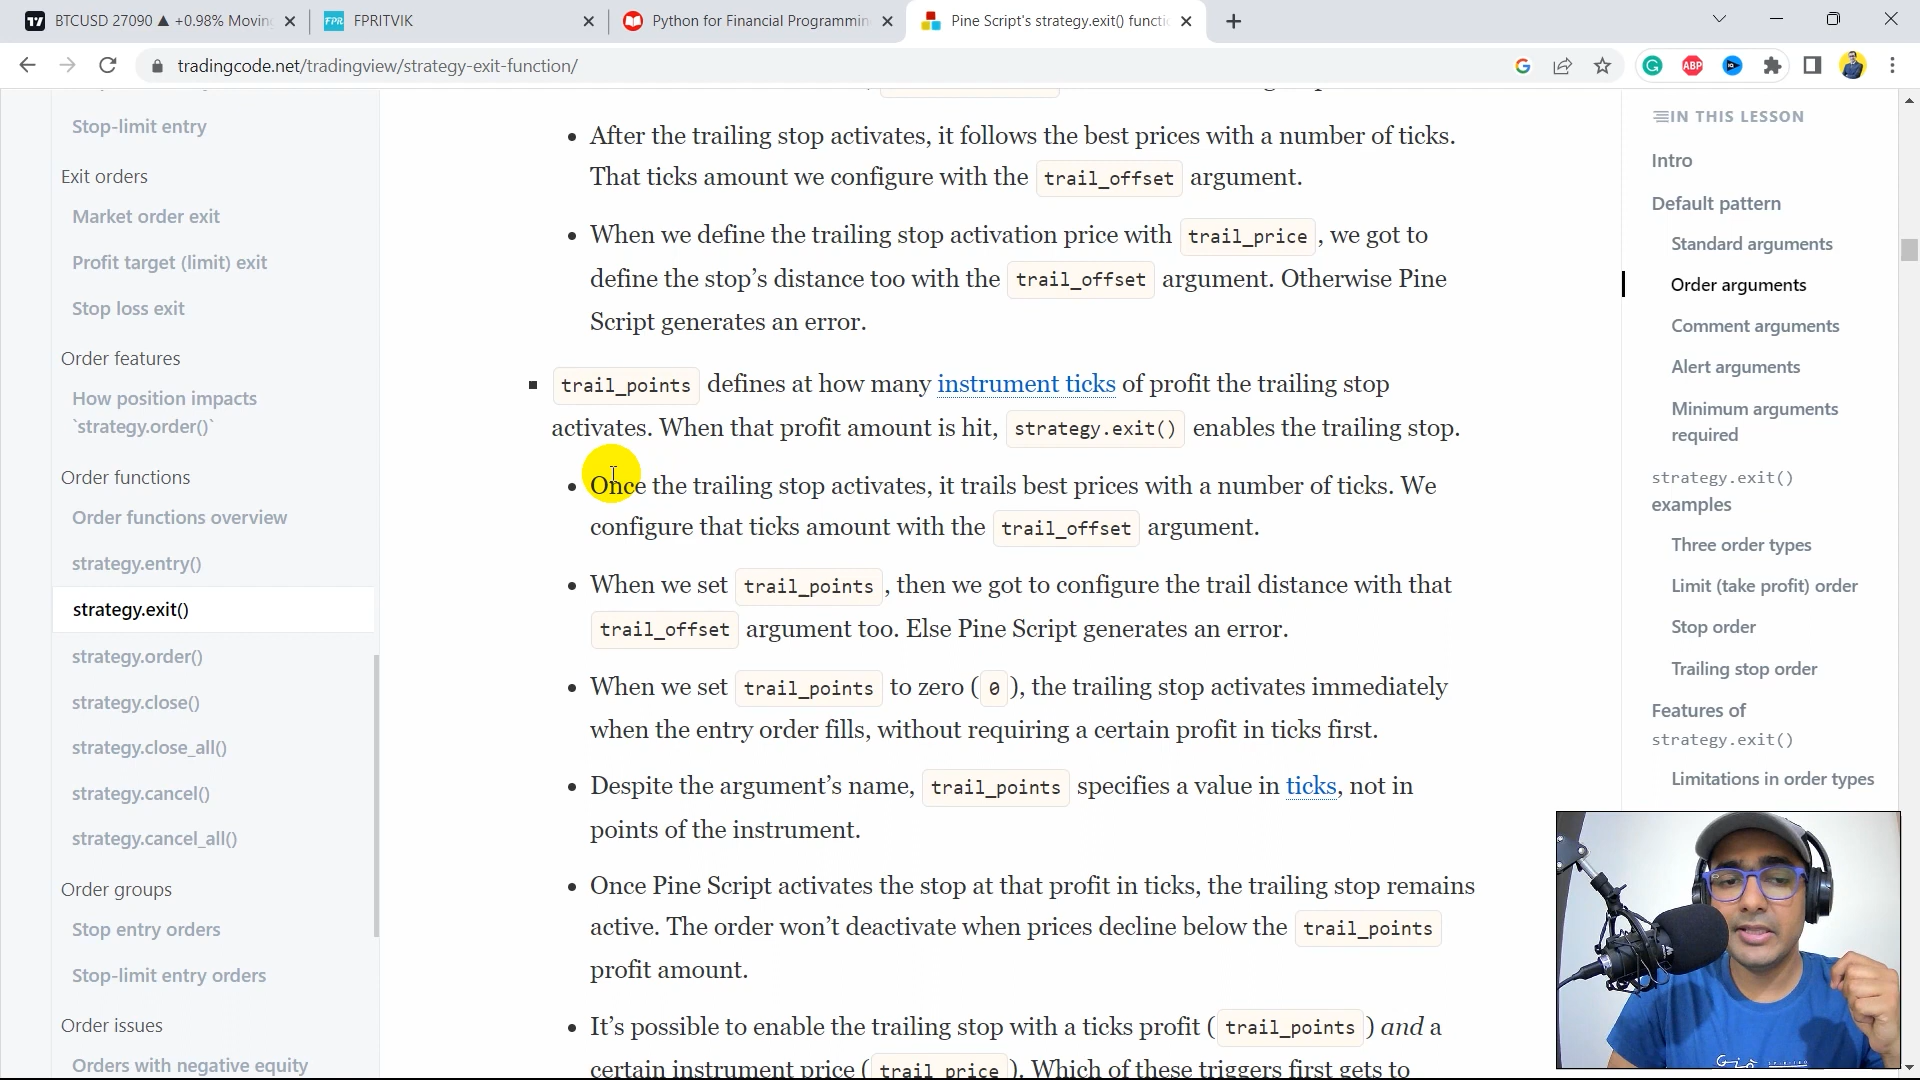 BTCUSD 27090 ▲ +0.98% Movin
FPR FPRITVIK
Python for Financial Programmin
Pine Script's strategy.exit() functi
tradingcode.net/tradingview/strategy-exit-function/
ABP
Stop-limit entry
Exit orders
Market order exit
Profit target (limit) exit
Stop loss exit
Order features
How position impacts
`strategy.order()`
Order functions
Order functions overview
strategy.entry()
strategy.exit()
strategy.order()
strategy.close()
strategy.close_all()
strategy.cancel()
strategy.cancel_all()
Order groups
Stop entry orders
Stop-limit entry orders
Order issues
Orders with negative equity
• After the trailing stop activates, it follows the best prices with a number of ticks.
That ticks amount we configure with the trail_offset argument.
• When we define the trailing stop activation price with trail_price, we got to
define the stop's distance too with the trail_offset argument. Otherwise Pine
Script generates an error.
▪ trail_points defines at how many instrument ticks of profit the trailing stop
activates. When that profit amount is hit, strategy.exit() enables the trailing stop.
• Once the trailing stop activates, it trails best prices with a number of ticks. We
configure that ticks amount with the trail_offset argument.
• When we set trail_points, then we got to configure the trail distance with that
trail_offset argument too. Else Pine Script generates an error.
• When we set trail_points to zero (0), the trailing stop activates immediately
when the entry order fills, without requiring a certain profit in ticks first.
• Despite the argument's name, trail_points specifies a value in ticks, not in
points of the instrument.
• Once Pine Script activates the stop at that profit in ticks, the trailing stop remains
active. The order won't deactivate when prices decline below the trail_points
profit amount.
• It's possible to enable the trailing stop with a ticks profit (trail_points) and a
certain instrument price (trail_price). Which of these triggers first gets to
IN THIS LESSON
Intro
Default pattern
Standard arguments
Order arguments
Comment arguments
Alert arguments
Minimum arguments
required
strategy.exit()
examples
Three order types
Limit (take profit) order
Stop order
Trailing stop order
Features of
strategy.exit()
Limitations in order types